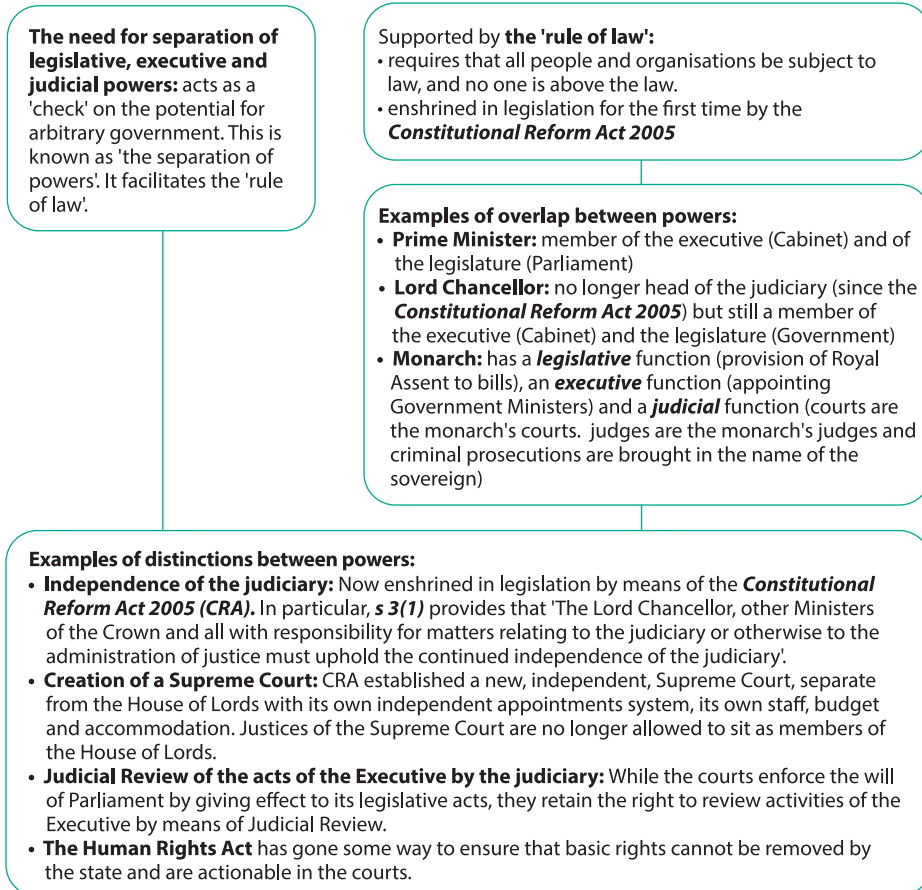 The need for separation of
legislative, executive and
judicial powers: acts as a
'check' on the potential for
arbitrary government. This is
known as 'the separation of
powers'. It facilitates the 'rule
of law'.
Supported by the 'rule of law':
• requires that all people and organisations be subject to
law, and no one is above the law.
• enshrined in legislation for the first time by the
Constitutional Reform Act 2005
Examples of overlap between powers:
• Prime Minister: member of the executive (Cabinet) and of
the legislature (Parliament)
• Lord Chancellor: no longer head of the judiciary (since the
Constitutional Reform Act 2005) but still a member of
the executive (Cabinet) and the legislature (Government)
• Monarch: has a legislative function (provision of Royal
Assent to bills), an executive function (appointing
Government Ministers) and a judicial function (courts are
the monarch's courts. judges are the monarch's judges and
criminal prosecutions are brought in the name of the
sovereign)
Examples of distinctions between powers:
• Independence of the judiciary: Now enshrined in legislation by means of the Constitutional
Reform Act 2005 (CRA). In particular, s 3(1) provides that 'The Lord Chancellor, other Ministers
of the Crown and all with responsibility for matters relating to the judiciary or otherwise to the
administration of justice must uphold the continued independence of the judiciary'.
• Creation of a Supreme Court: CRA established a new, independent, Supreme Court, separate
from the House of Lords with its own independent appointments system, its own staff, budget
and accommodation. Justices of the Supreme Court are no longer allowed to sit as members of
the House of Lords.
• Judicial Review of the acts of the Executive by the judiciary: While the courts enforce the will
of Parliament by giving effect to its legislative acts, they retain the right to review activities of the
Executive by means of Judicial Review.
• The Human Rights Act has gone some way to ensure that basic rights cannot be removed by
the state and are actionable in the courts.